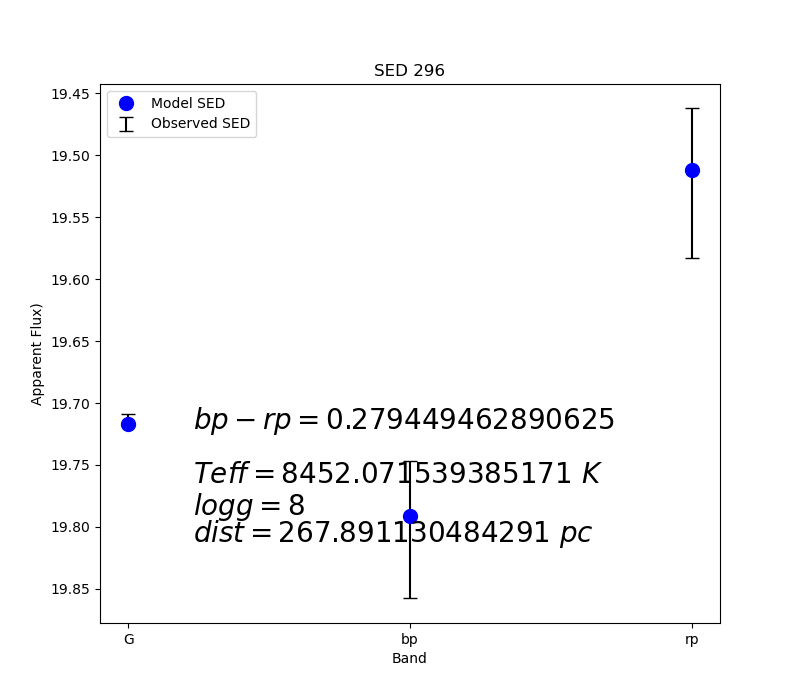 SED 296
Model SED
Observed SED
19.45
19.50
19.55
19.60
19.65
19.70
19.75
19.80
19.85
Apparent Flux)
bp − rp = 0.279449462890625
Teff = 8452.071539385171 K
logg = 8
dist = 267.891130484291 pc
G bp rp
Band